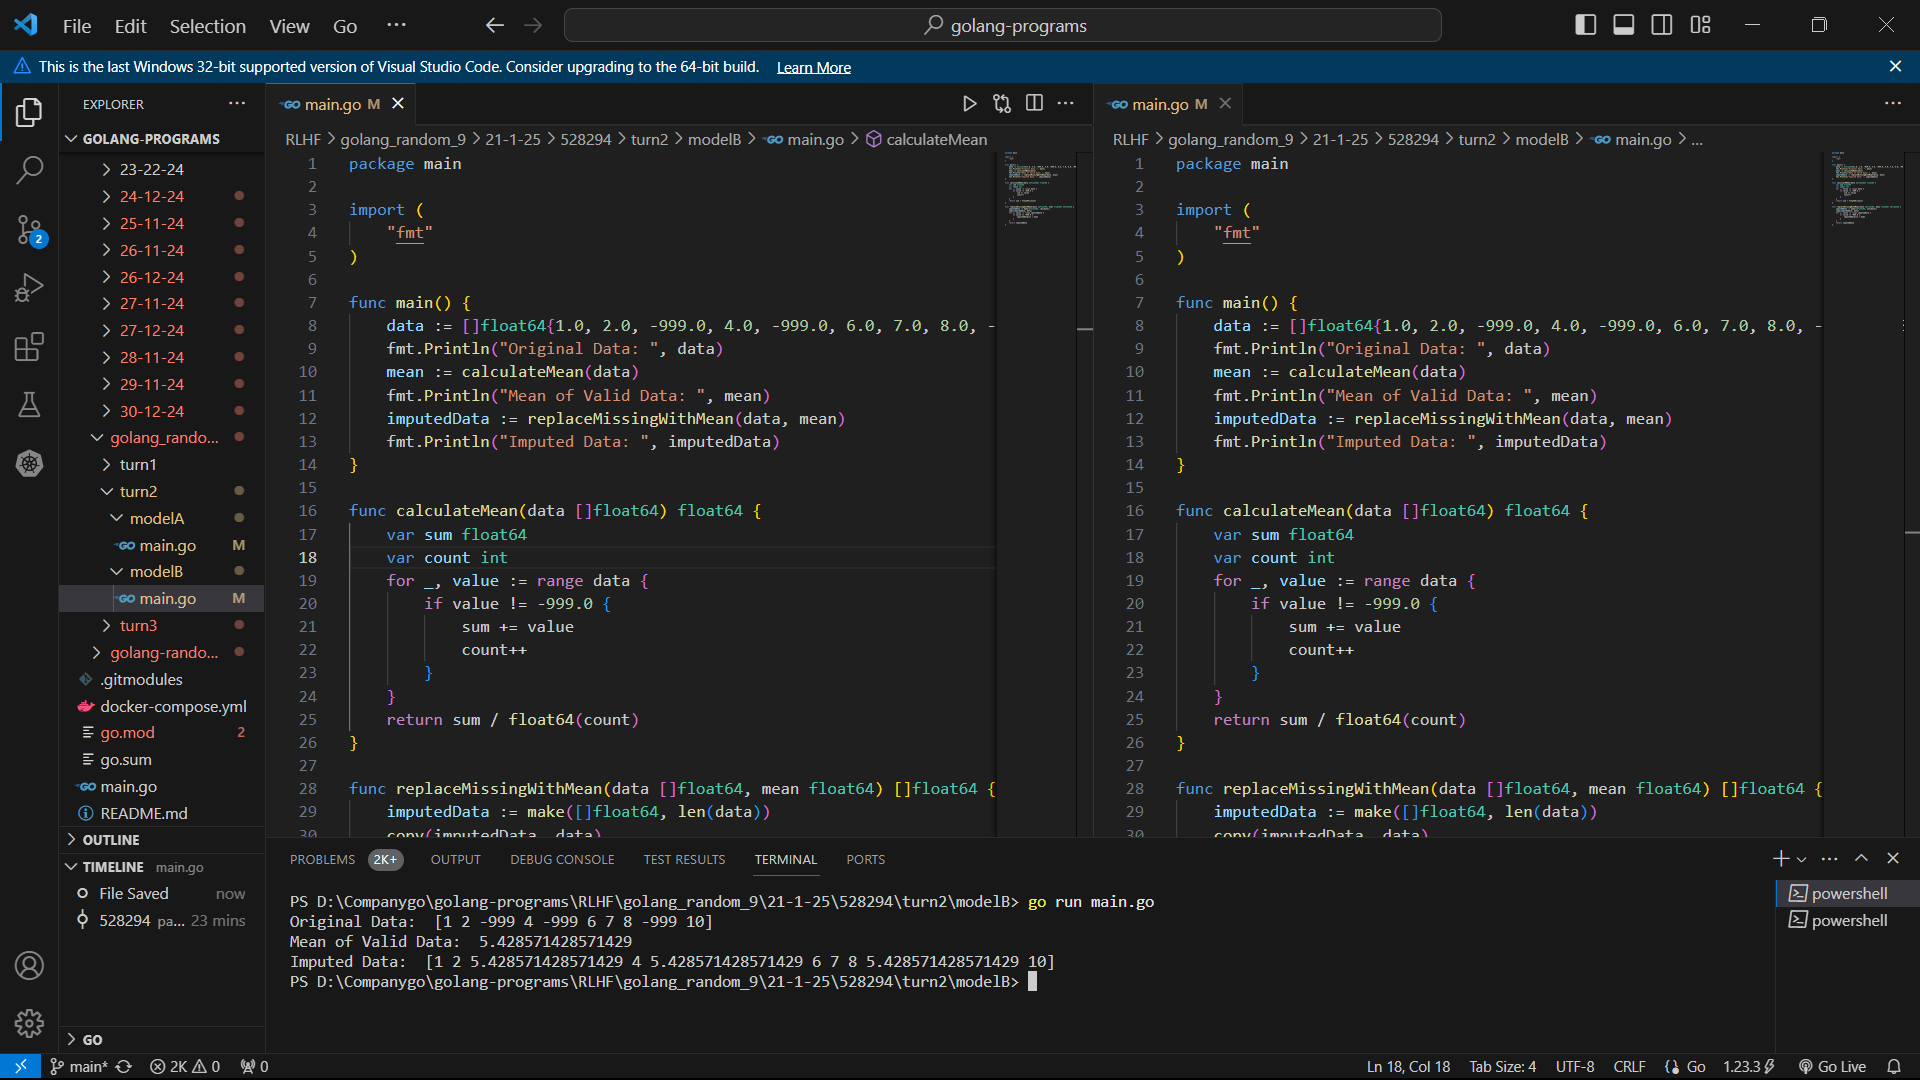 File Edit Selection View Go ···
golang-programs
This is the last Windows 32-bit supported version of Visual Studio Code. Consider upgrading to the 64-bit build. Learn More
EXPLORER
GOLANG-PROGRAMS
23-22-24
24-12-24
25-11-24
26-11-24
26-12-24
27-11-24
27-12-24
28-11-24
29-11-24
30-12-24
golang_rando...
turn1
turn2
modelA
GO main.go M
modelB
GO main.go M
turn3
golang-rando...
.gitmodules
docker-compose.yml
go.mod 2
go.sum
GO main.go
README.md
OUTLINE
TIMELINE main.go
File Saved now
528294 pa... 23 mins
GO
2
GO main.go M
RLHF > golang_random_9 > 21-1-25 > 528294 > turn2 > modelB > GO main.go > calculateMean
1 package main
2
3 import (
4 "fmt"
5 )
6
7 func main() {
8 data := []float64{1.0, 2.0, -999.0, 4.0, -999.0, 6.0, 7.0, 8.0, -
9 fmt.Println("Original Data: ", data)
10 mean := calculateMean(data)
11 fmt.Println("Mean of Valid Data: ", mean)
12 imputedData := replaceMissingWithMean(data, mean)
13 fmt.Println("Imputed Data: ", imputedData)
14 }
15
16 func calculateMean(data []float64) float64 {
17 var sum float64
18 var count int
19 for _, value := range data {
20 if value != -999.0 {
21 sum += value
22 count++
23 }
24 }
25 return sum / float64(count)
26 }
27
28 func replaceMissingWithMean(data []float64, mean float64) []float64 {
29 imputedData := make([]float64, len(data))
30 copy(imputedData, data)
GO main.go M
RLHF > golang_random_9 > 21-1-25 > 528294 > turn2 > modelB > GO main.go > ...
1 package main
2
3 import (
4 "fmt"
5 )
6
7 func main() {
8 data := []float64{1.0, 2.0, -999.0, 4.0, -999.0, 6.0, 7.0, 8.0, -
9 fmt.Println("Original Data: ", data)
10 mean := calculateMean(data)
11 fmt.Println("Mean of Valid Data: ", mean)
12 imputedData := replaceMissingWithMean(data, mean)
13 fmt.Println("Imputed Data: ", imputedData)
14 }
15
16 func calculateMean(data []float64) float64 {
17 var sum float64
18 var count int
19 for _, value := range data {
20 if value != -999.0 {
21 sum += value
22 count++
23 }
24 }
25 return sum / float64(count)
26 }
27
28 func replaceMissingWithMean(data []float64, mean float64) []float64 {
29 imputedData := make([]float64, len(data))
30 copy(imputedData, data)
PROBLEMS 2K+ OUTPUT DEBUG CONSOLE TEST RESULTS TERMINAL PORTS
PS D:\Companygo\golang-programs\RLHF\golang_random_9\21-1-25\528294\turn2\modelB> go run main.go
Original Data:  [1 2 -999 4 -999 6 7 8 -999 10]
Mean of Valid Data:  5.428571428571429
Imputed Data:  [1 2 5.428571428571429 4 5.428571428571429 6 7 8 5.428571428571429 10]
PS D:\Companygo\golang-programs\RLHF\golang_random_9\21-1-25\528294\turn2\modelB>
powershell
powershell
main* 2K 0 0
Ln 18, Col 18 Tab Size: 4 UTF-8 CRLF Go 1.23.3 Go Live